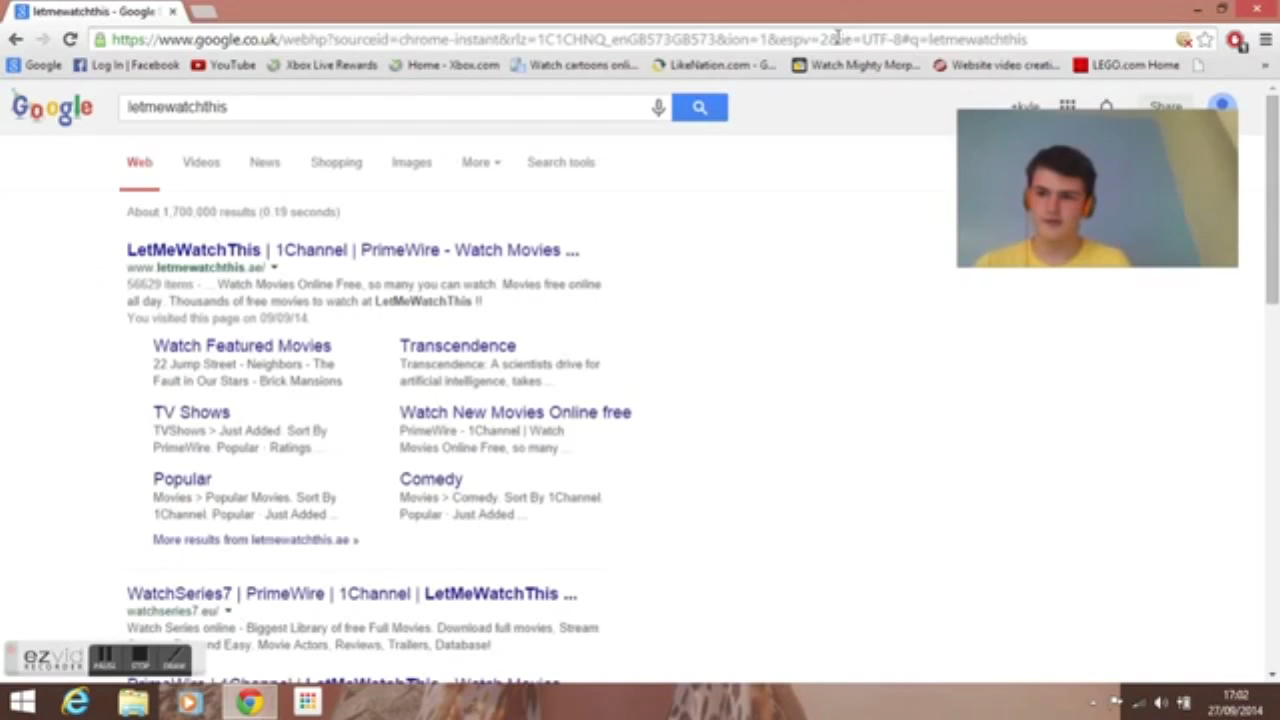 letmewatchthis - Google
https://www.google.co.uk/webhp?sourceid=chrome-instant&rlz=1C1CHNQ_enGB573GB573&ion=1&espv=2&ie=UTF-8#q=letmewatchthis
Google Log In | Facebook YouTube Xbox Live Rewards Home - Xbox.com Watch cartoons onli... LikeNation.com - G... Watch Mighty Morp... Website video creati... LEGO.com Home
Google letmewatchthis Share
Web Videos News Shopping Images More Search tools
About 1,700,000 results (0.19 seconds)
LetMeWatchThis | 1Channel | PrimeWire - Watch Movies ...
www.letmewatchthis.ae/
56629 items - ... Watch Movies Online Free, so many you can watch. Movies free online
all day. Thousands of free movies to watch at LetMeWatchThis !!
You visited this page on 09/09/14.
Watch Featured Movies
22 Jump Street - Neighbors - The
Fault in Our Stars - Brick Mansions
Transcendence
Transcendence: A scientists drive for
artificial intelligence, takes ...
TV Shows
TVShows > Just Added. Sort By
PrimeWire. Popular · Ratings ...
Watch New Movies Online free
PrimeWire - 1Channel | Watch
Movies Online Free, so many ...
Popular
Movies > Popular Movies. Sort By
1Channel. Popular · Just Added ...
Comedy
Movies > Comedy. Sort By 1Channel.
Popular · Just Added ...
More results from letmewatchthis.ae »
WatchSeries7 | PrimeWire | 1Channel | LetMeWatchThis ...
watchseries7.eu/
Watch Series online - Biggest Library of free Full Movies. Download full movies, Stream
nd Easy. Movie Actors, Reviews, Trailers, Database!
ezvid
RECORDER
PAUSE STOP DRAW
17:02
27/09/2014